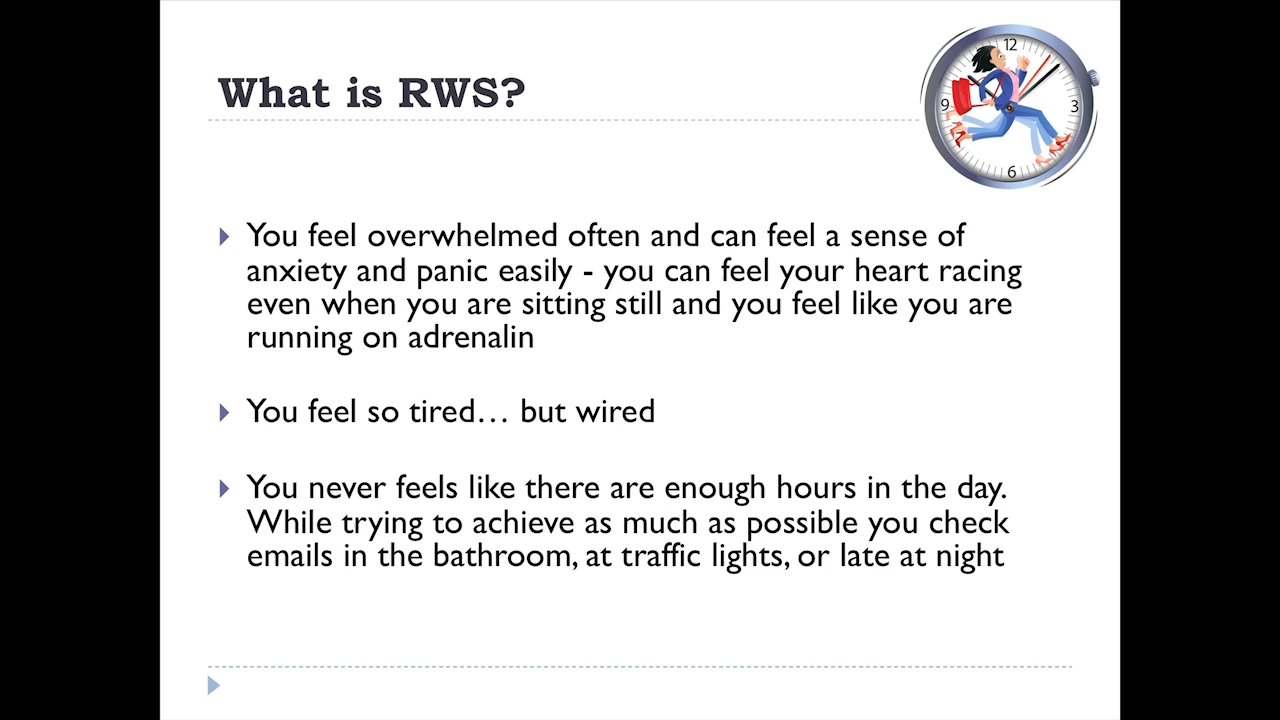 What is RWS?
12
9
3
6
You feel overwhelmed often and can feel a sense of
anxiety and panic easily - you can feel your heart racing
even when you are sitting still and you feel like you are
running on adrenalin
You feel so tired… but wired
You never feels like there are enough hours in the day.
While trying to achieve as much as possible you check
emails in the bathroom, at traffic lights, or late at night